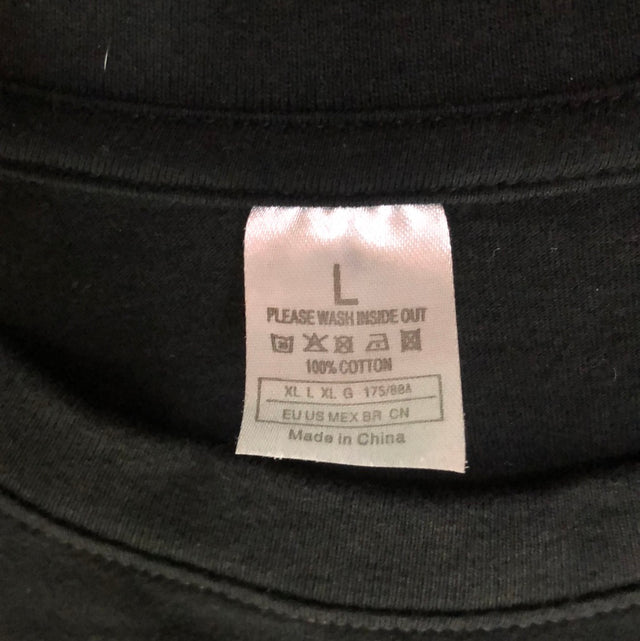 L
PLEASE WASH INSIDE OUT
100% COTTON
XL L XL G 175/88A
EU US MEX BR CN
Made in China